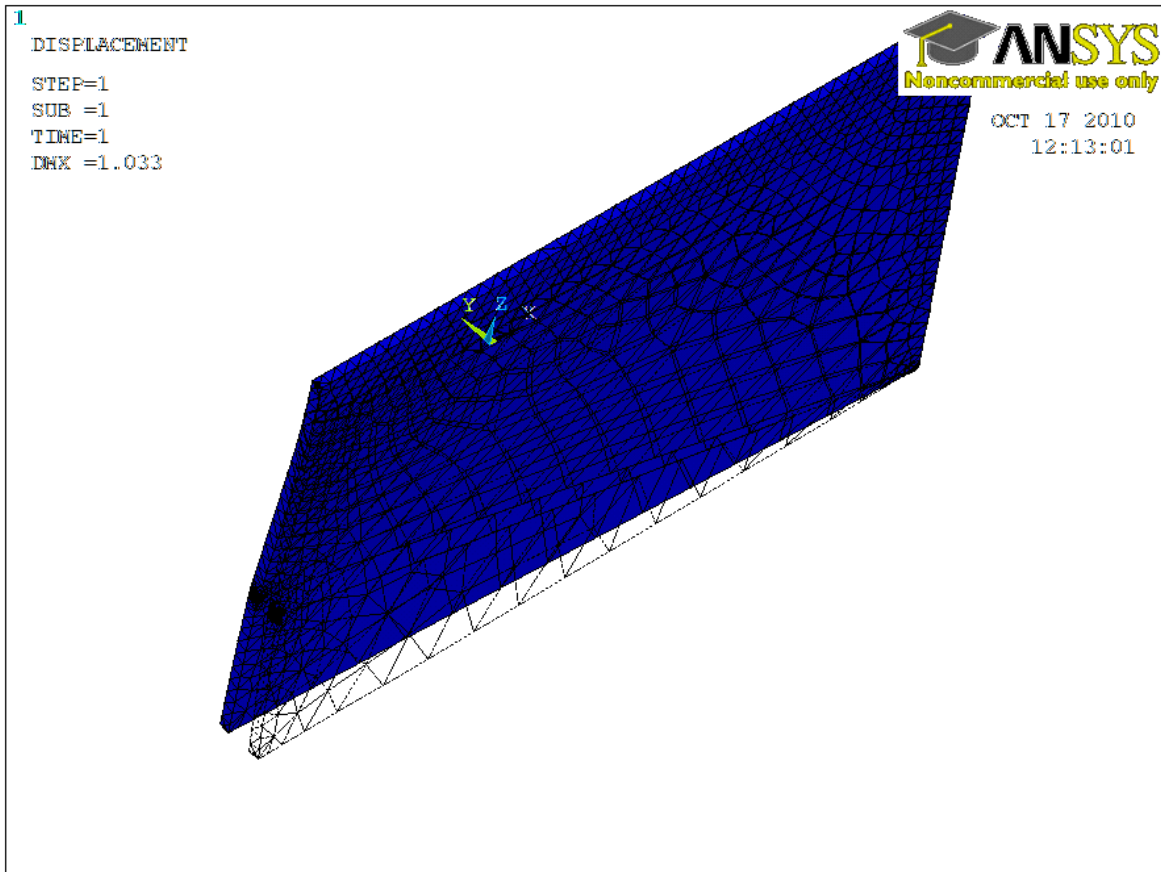 1
DISPLACEMENT
STEP=1
SUB =1
TIME=1
DMX =1.033
ANSYS
Noncommercial use only
OCT 17 2010
12:13:01
Y Z X